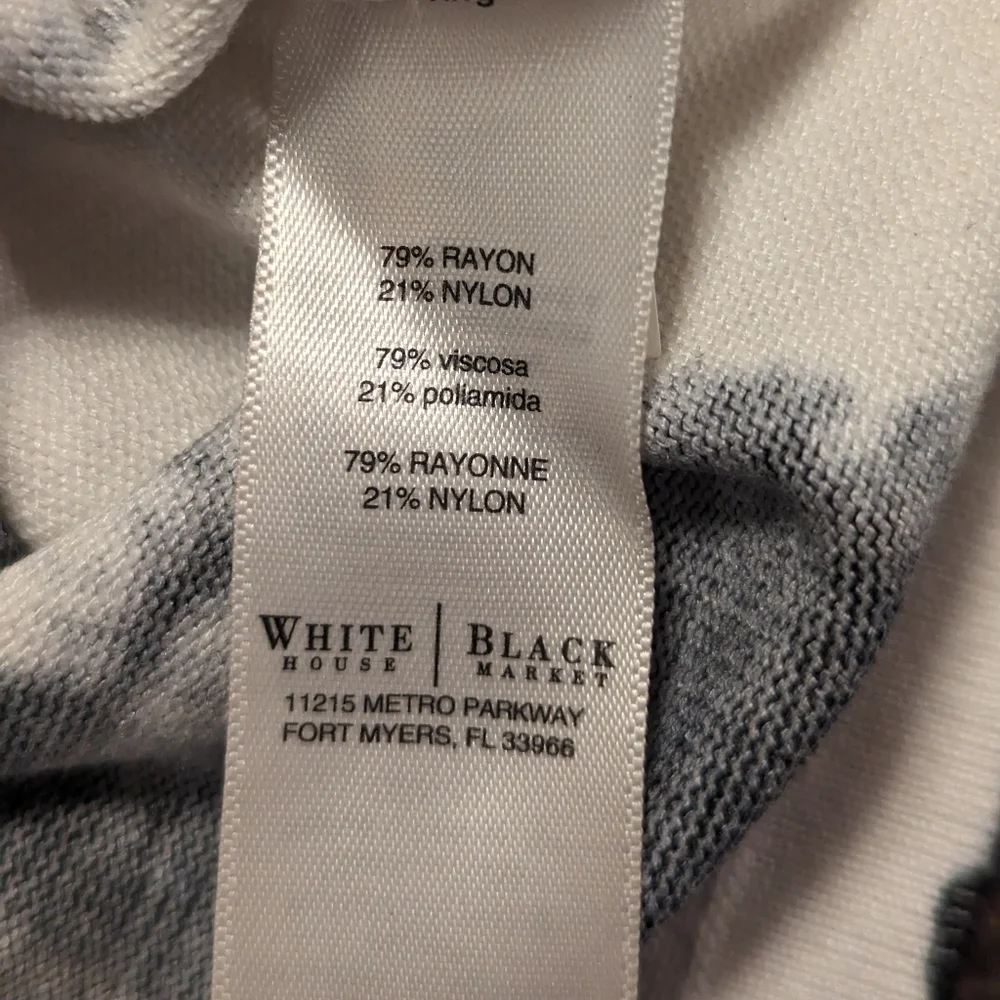 79% RAYON
21% NYLON
79% viscosa
21% poliamida
79% RAYONNE
21% NYLON
WHITE | BLACK
HOUSE MARKET
11215 METRO PARKWAY
FORT MYERS, FL 33966